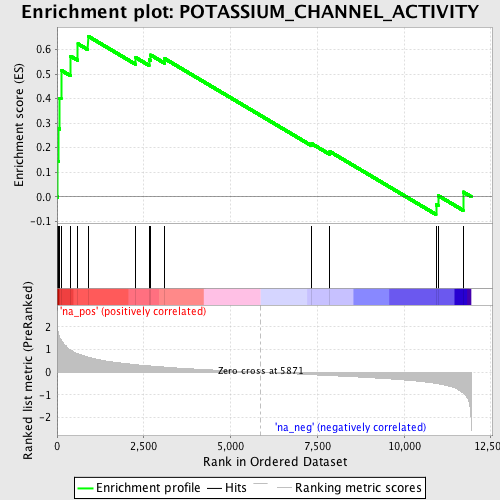 Enrichment plot: POTASSIUM_CHANNEL_ACTIVITY
Enrichment score (ES)
0.6
0.5
0.4
0.3
0.2
0.1
0.0
-0.1
'na_pos' (positively correlated)
Ranked list metric (PreRanked)
2
1
0
-1
-2
Zero cross at 5871
'na_neg' (negatively correlated)
0 2,500 5,000 7,500 10,000 12,500
Rank in Ordered Dataset
Enrichment profile Hits Ranking metric scores